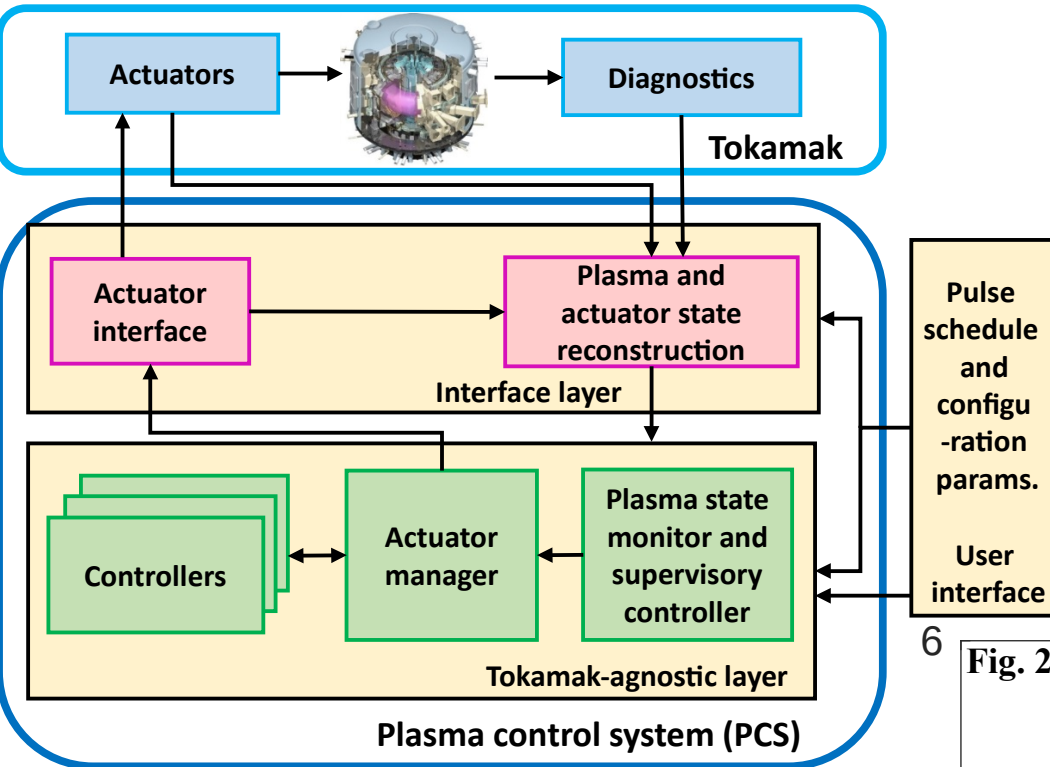 Actuators
Diagnostics
Tokamak
Actuator
interface
Plasma and
actuator state
reconstruction
Interface layer
Controllers
Actuator
manager
Plasma state
monitor and
supervisory
controller
Tokamak-agnostic layer
Plasma control system (PCS)
Pulse
schedule
and
configu
-ration
params.
User
interface
6
Fig. 2